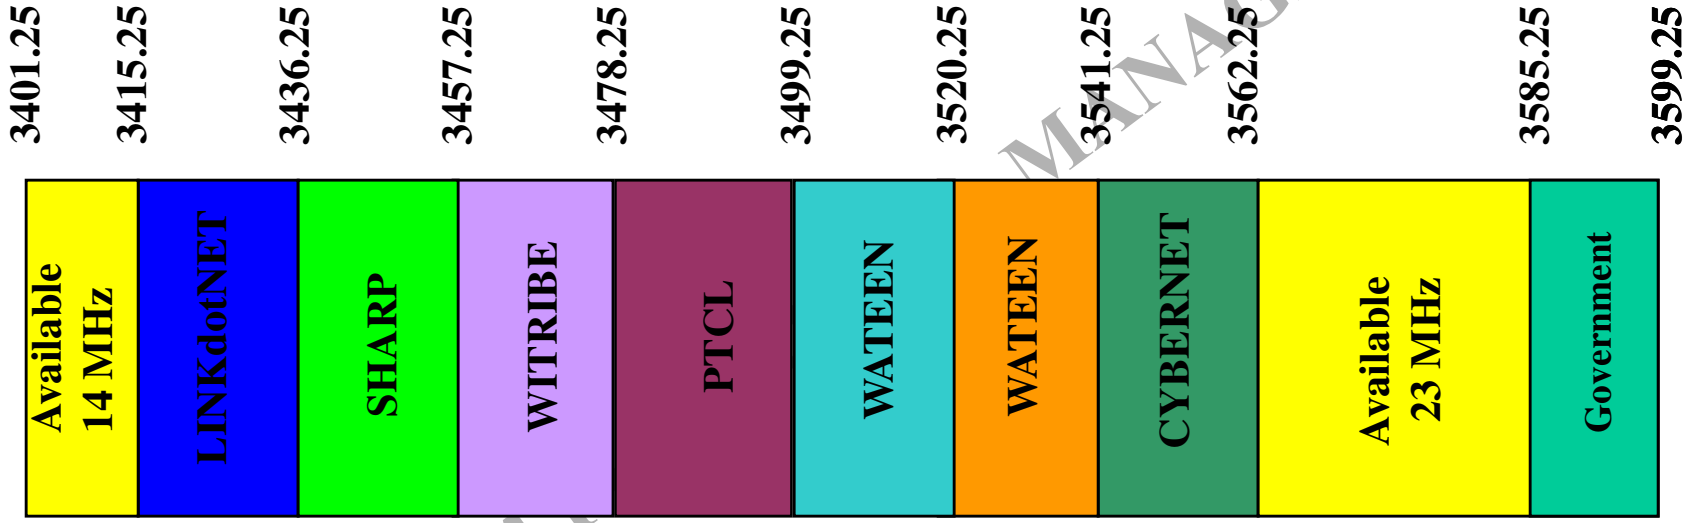 3401.25
3415.25
3436.25
3457.25
3478.25
3499.25
3520.25
3541.25
3562.25
3585.25
3599.25
MANAG
Available
14 MHz
LINKdotNET
SHARP
WITRIBE
PTCL
WATEEN
WATEEN
CYBERNET
Available
23 MHz
Government